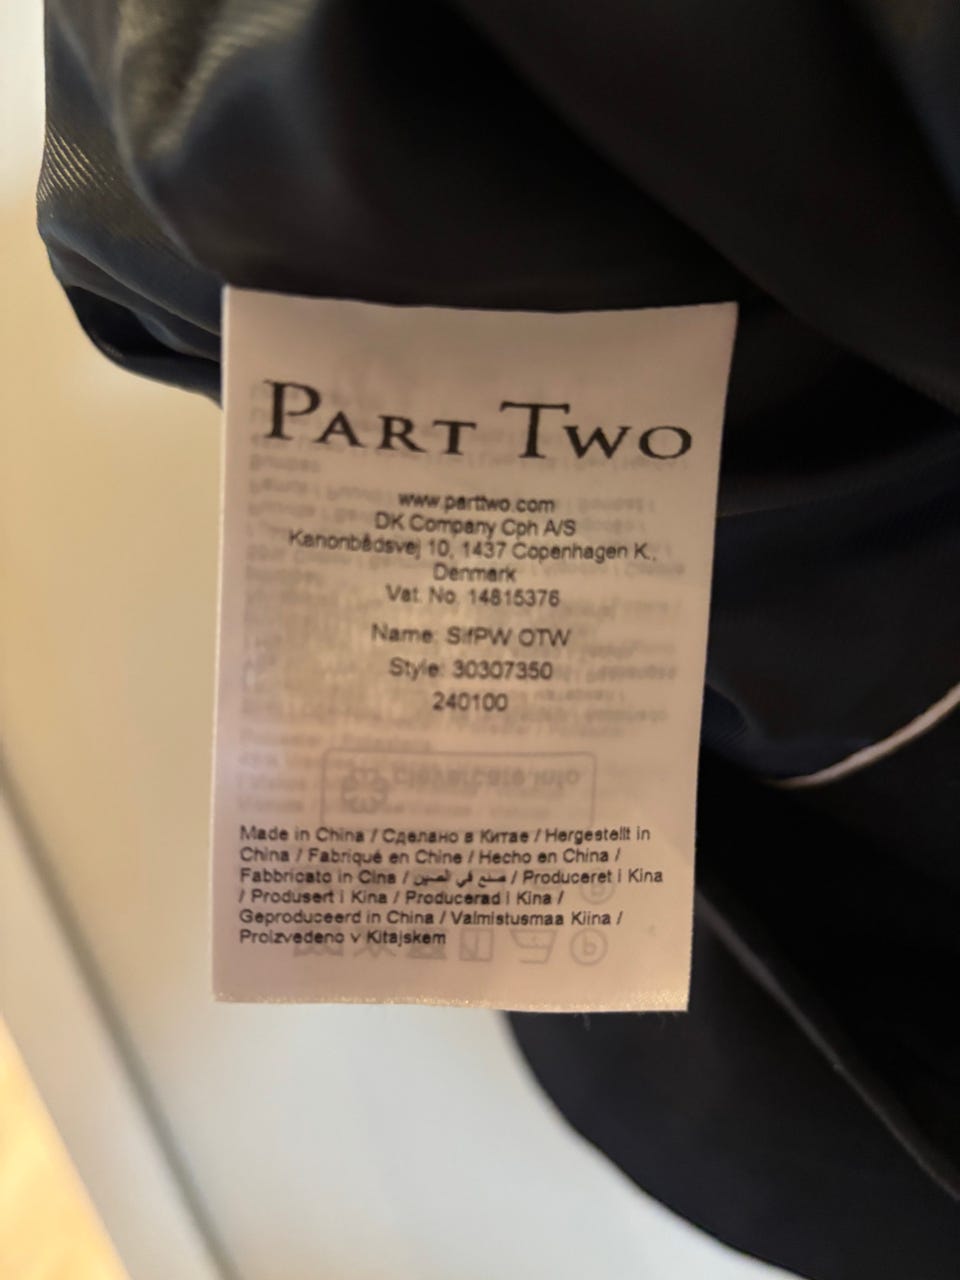 PART TWO
www.parttwo.com
DK Company Cph A/S
Kanonbådsvej 10, 1437 Copenhagen K.,
Denmark
Vat. No. 14815376
Name: SifPW OTW
Style: 30307350
240100
clevercare.info
Made in China / Сделано в Китае / Hergestellt in
China / Fabriqué en Chine / Hecho en China /
Fabbricato in Cina / صنع في الصين / Produceret i Kina
/ Produsert i Kina / Producerad i Kina /
Geproduceerd in China / Valmistusmaa Kiina /
Proizvedeno v Kitajskem